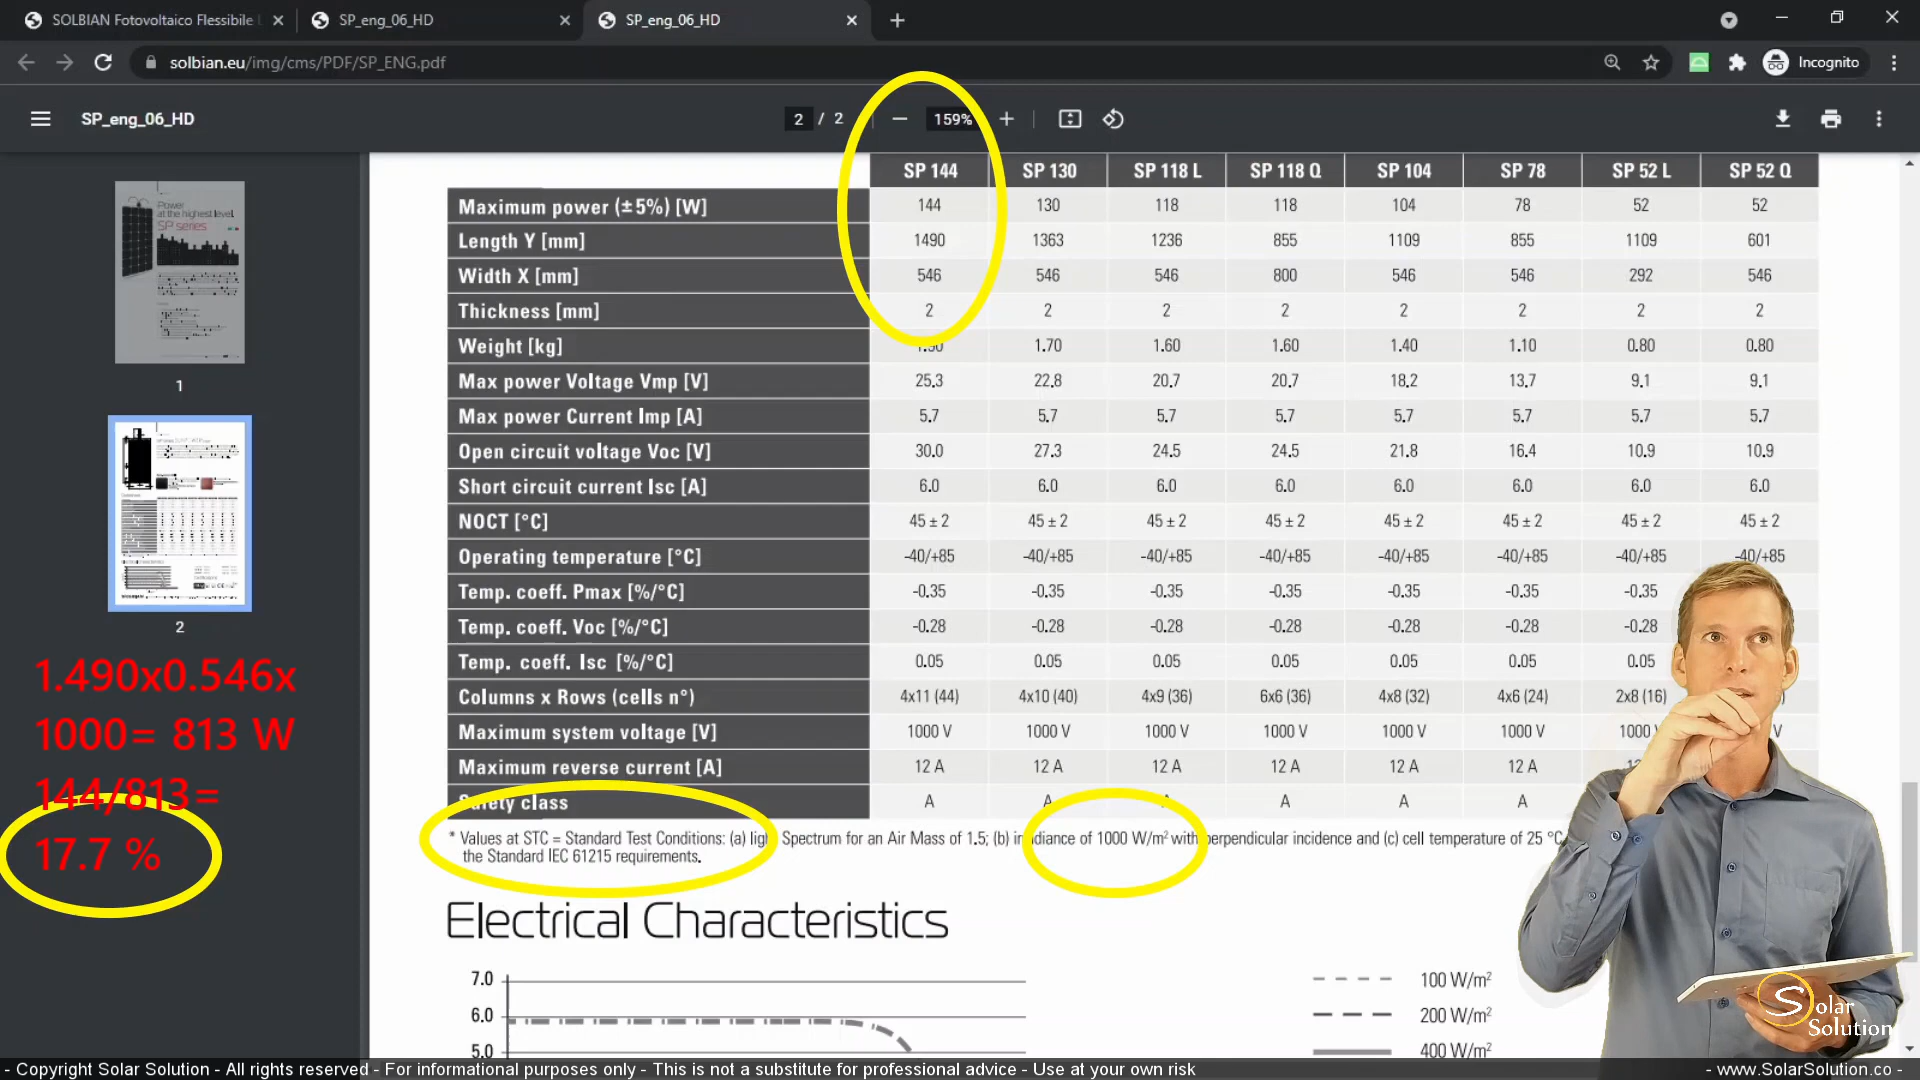 SOLBIAN Fotovoltaico Flessibile
SP_eng_06_HD
SP_eng_06_HD
solbian.eu/img/cms/PDF/SP_ENG.pdf
Incognito
SP_eng_06_HD
2 / 2
159%
SP 144 SP 130 SP 118 L SP 118 Q SP 104 SP 78 SP 52 L SP 52 Q
Maximum power (±5%) [W] 144 130 118 118 104 78 52 52
Length Y [mm] 1490 1363 1236 855 1109 855 1109 601
Width X [mm] 546 546 546 800 546 546 292 546
Thickness [mm] 2 2 2 2 2 2 2 2
Weight [kg] 1.70 1.60 1.60 1.40 1.10 0.80 0.80
Max power Voltage Vmp [V] 25.3 22.8 20.7 20.7 18.2 13.7 9.1 9.1
Max power Current Imp [A] 5.7 5.7 5.7 5.7 5.7 5.7 5.7 5.7
Open circuit voltage Voc [V] 30.0 27.3 24.5 24.5 21.8 16.4 10.9 10.9
Short circuit current Isc [A] 6.0 6.0 6.0 6.0 6.0 6.0 6.0 6.0
NOCT [°C] 45 ± 2 45 ± 2 45 ± 2 45 ± 2 45 ± 2 45 ± 2 45 ± 2 45 ± 2
Operating temperature [°C] -40/+85 -40/+85 -40/+85 -40/+85 -40/+85 -40/+85 -40/+85 -40/+85
Temp. coeff. Pmax [%/°C] -0.35 -0.35 -0.35 -0.35 -0.35 -0.35 -0.35
Temp. coeff. Voc [%/°C] -0.28 -0.28 -0.28 -0.28 -0.28 -0.28 -0.28
Temp. coeff. Isc [%/°C] 0.05 0.05 0.05 0.05 0.05 0.05 0.05
Columns x Rows (cells n°) 4x11 (44) 4x10 (40) 4x9 (36) 6x6 (36) 4x8 (32) 4x6 (24) 2x8 (16)
Maximum system voltage [V] 1000 V 1000 V 1000 V 1000 V 1000 V 1000 V 1000 V
Maximum reverse current [A] 12 A 12 A 12 A 12 A 12 A 12 A
Safety class A A A A A A
* Values at STC = Standard Test Conditions: (a) light Spectrum for an Air Mass of 1.5; (b) irradiance of 1000 W/m² with perpendicular incidence and (c) cell temperature of 25 °C
the Standard IEC 61215 requirements.
Electrical Characteristics
7.0
6.0
5.0
100 W/m²
200 W/m²
400 W/m²
Power
at the highest level.
SP series
1
2
1.490x0.546x
1000= 813 W
144/813=
17.7 %
Solar
Solution
- Copyright Solar Solution - All rights reserved - For informational purposes only - This is not a substitute for professional advice - Use at your own risk
- www.SolarSolution.co -